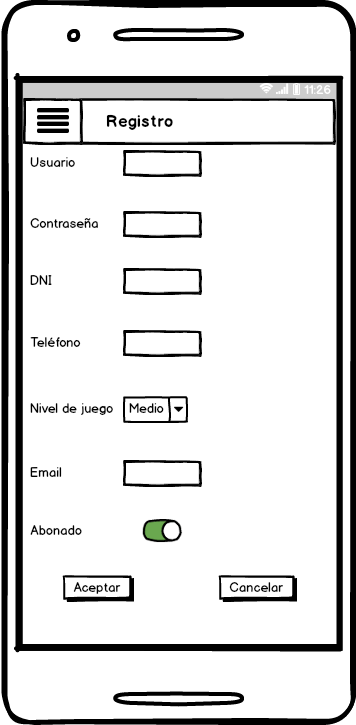 11:26
Registro
Usuario
Contraseña
DNI
Teléfono
Nivel de juego Medio
Email
Abonado
Aceptar Cancelar